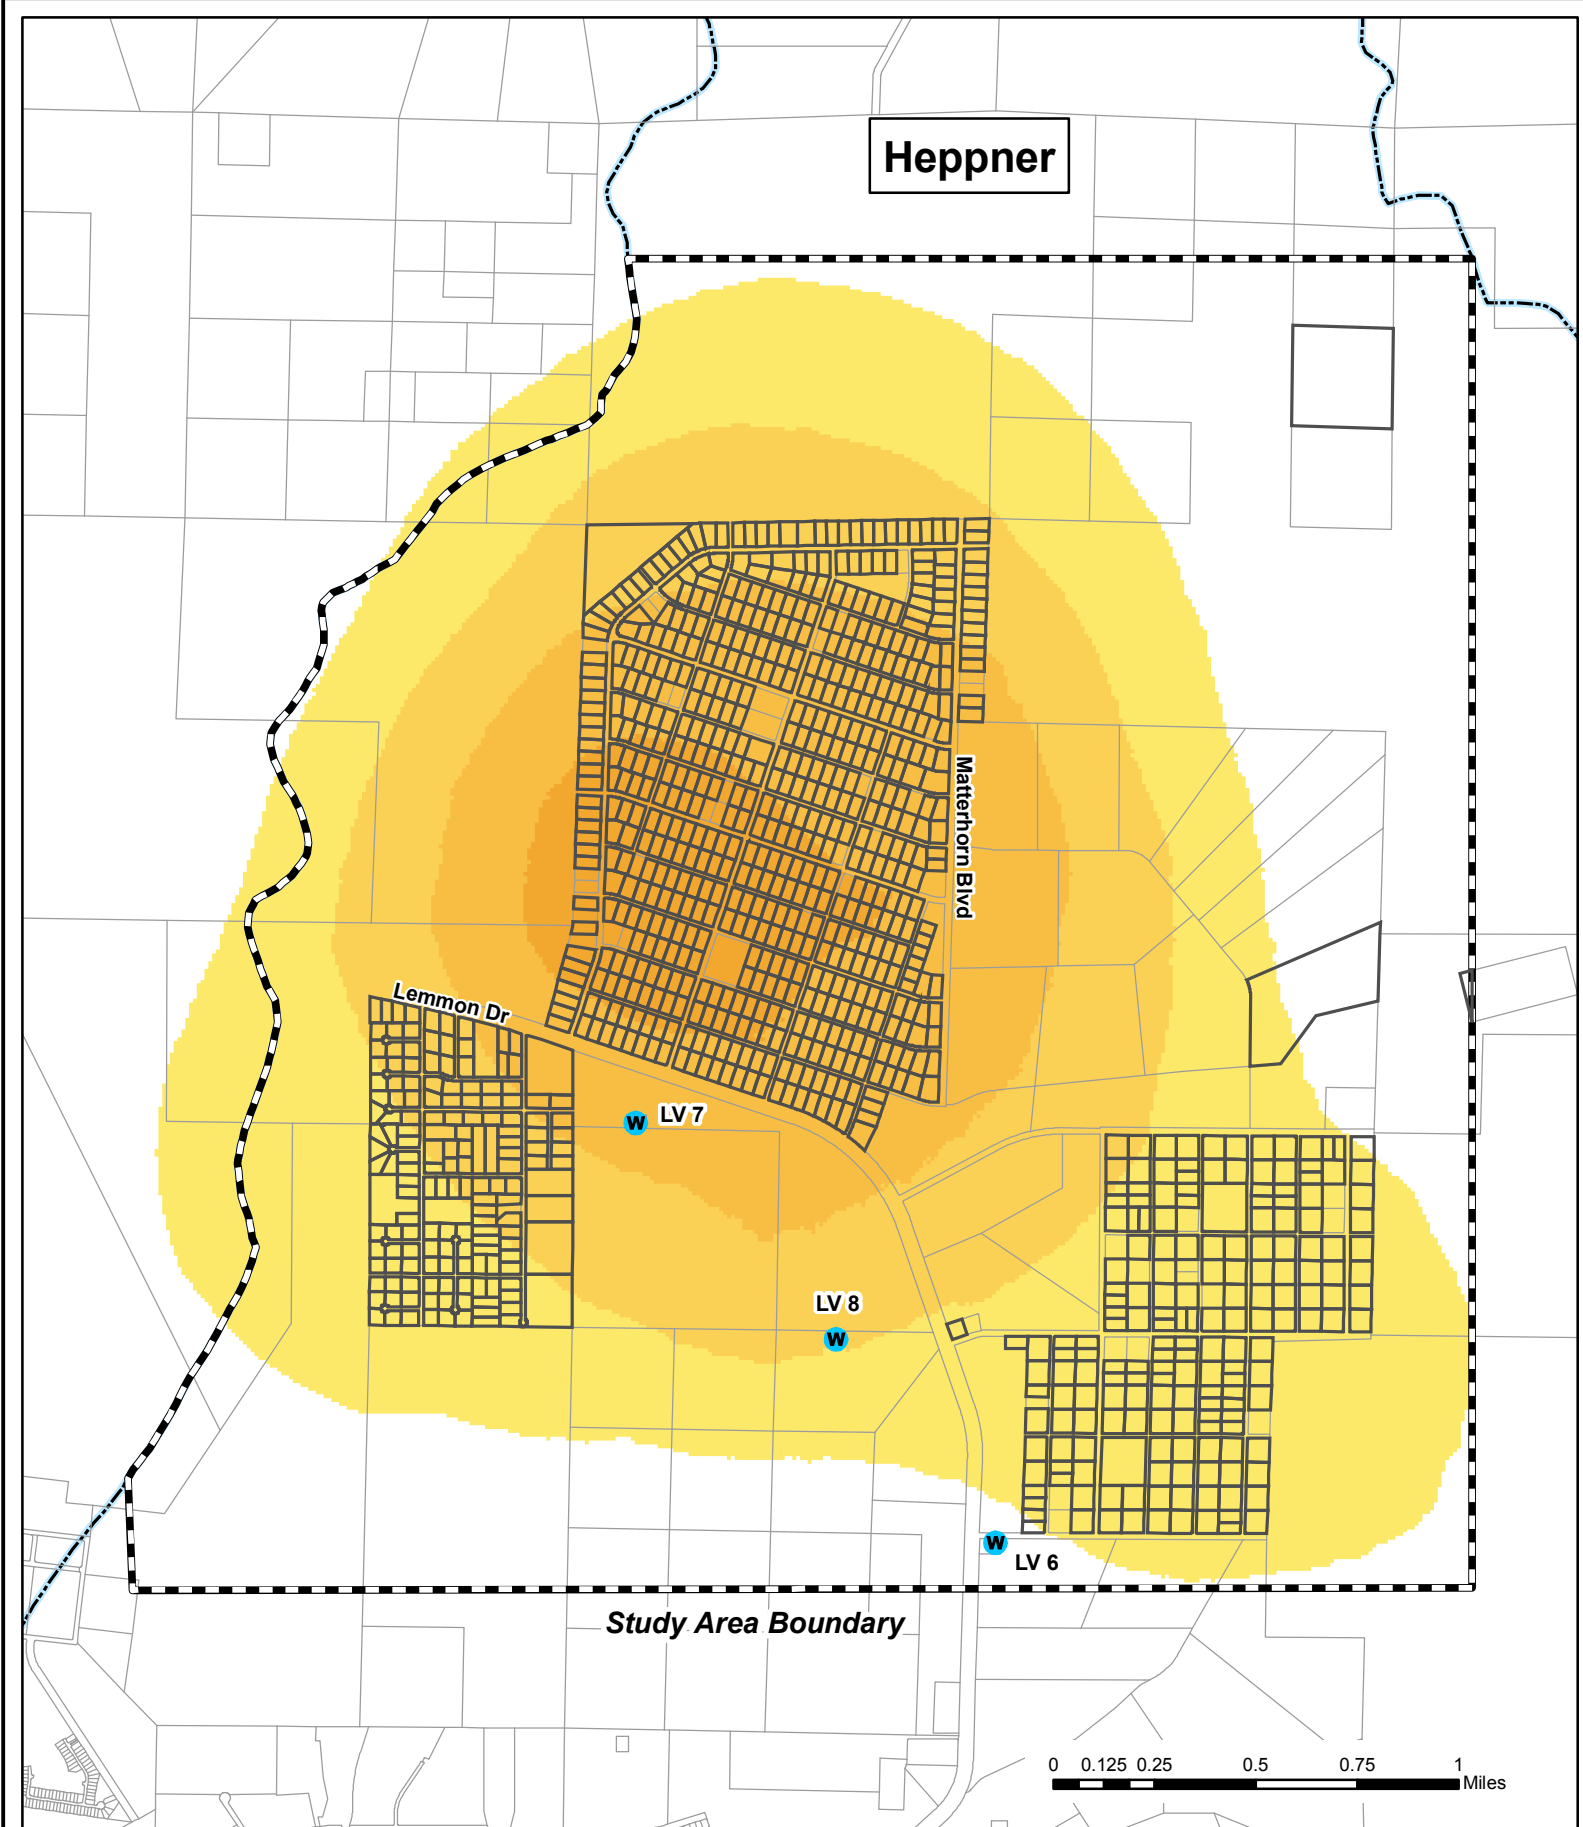 Heppner
Matterhorn Blvd
Lemmon Dr
W
LV 7
LV 8
W
W
LV 6
Study Area Boundary
0 0.125 0.25 0.5 0.75 1
Miles